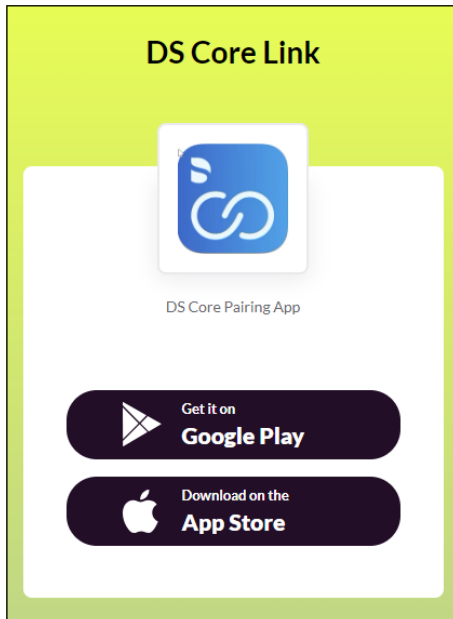 DS Core Link
DS Core Pairing App
Get it on
Google Play
Download on the
App Store